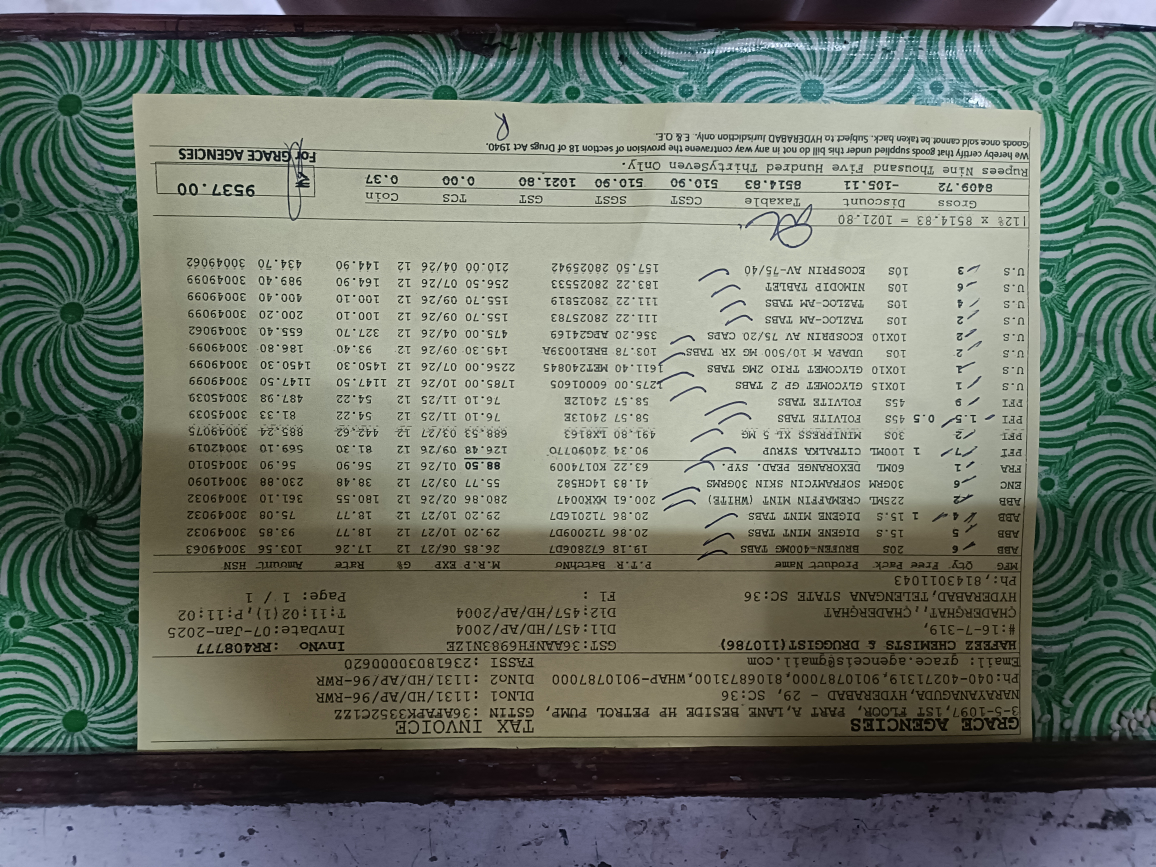 GRACE AGENCIES TAX INVOICE
3-5-1097,1ST FLOOR, PART A,LANE BESIDE HP PETROL PUMP, GSTIN :36AFAPK3352C1ZZ
NARAYANAGUDA, HYDERABAD - 29, SC:36 DLNO1 :1131/HD/AP/96-RWR
Ph:040-40271319,9010787000,8106873100,WHAP-9010787000 DLNO2 :1131/HD/AP/96-RWR
Email: grace.agencies@gmail.com FASSI :23618030000620
HAFEEZ CHEMISTS & DRUGGIST(110786) GST:36AANFH6983N1ZE InvNo :RR408777
#:16-7-319, D11:457/HD/AP/2004 InvDate:07-Jan-2025
CHADERGHAT,,CHADERGHAT D12:457/HD/AP/2004 T:11:02(1),P:11:02
HYDERABAD,TELENGANA STATE SC:36 Fl : Page: 1 / 1
Ph:,8143011043
MFG Qty Free Pack Product Name P.T.R BatchNo M.R.P EXP G% Rate Amount HSN
ABB 6 20S BRUFEN-400MG TABS 19.18 672806D7 26.85 06/27 12 17.26 103.56 30049063
ABB 5 15.S DIGENE MINT TABS 20.86 712009D7 29.20 10/27 12 18.77 93.85 30049032
ABB 4 1 15.S DIGENE MINT TABS 20.86 712016D7 29.20 10/27 12 18.77 75.08 30049032
ABB 2 225ML CREMAFFIN MINT (WHITE) 200.61 MXK0047 280.86 02/26 12 180.55 361.10 30049032
ENC 6 30GRM SOFRAMYCIN SKIN 30GRMS 41.83 14CH582 55.77 03/27 12 38.48 230.88 30041090
FRA 1 60ML DEXORANGE PEAD. SYP. 63.22 K0174009 88.50 01/26 12 56.90 56.90 30045010
PFI 7 1 100ML CITRALKA SYRUP 90.34 24090770 126.48 09/26 12 81.30 569.10 30042019
PFI 2 30S MINIPRESS XL 5 MG 491.80 LX8163 688.53 03/27 12 442.62 885.24 30049075
PFI 1.5 0.5 45S FOLVITE TABS 58.57 24013E 76.10 11/25 12 54.22 81.33 30045039
PFI 9 45S FOLVITE TABS 58.57 24012E 76.10 11/25 12 54.22 487.98 30045039
U.S 1 10X15 GLYCOMET GP 2 TABS 1275.00 60001605 1785.00 10/26 12 1147.50 1147.50 30049099
U.S 1 10X10 GLYCOMET TRIO 2MG TABS 1611.40 MET240845 2256.00 07/26 12 1450.30 1450.30 30049099
U.S 2 10S UDAPA M 10/500 MG XR TABS 103.78 BRE10039A 145.30 09/26 12 93.40 186.80 30049099
U.S 2 10X10 ECOSPRIN AV 75/20 CAPS 356.20 APG24169 475.00 04/26 12 327.70 655.40 30049062
U.S 2 10S TAZLOC-AM TABS 111.22 28025783 155.70 09/26 12 100.10 200.20 30049099
U.S 4 10S TAZLOC-AM TABS 111.22 28025819 155.70 09/26 12 100.10 400.40 30049099
U.S 6 10S NIMODIP TABLET 183.22 28025533 256.50 07/26 12 164.90 989.40 30049099
U.S 3 10S ECOSPRIN AV-75/40 157.50 28025942 210.00 04/26 12 144.90 434.70 30049062
|12% x 8514.83 = 1021.80
Gross Discount Taxable CGST SGST GST TCS Coin
8409.72 -105.11 8514.83 510.90 510.90 1021.80 0.00 0.37 9537.00
Rupees Nine Thousand Five Hundred Thirtyseven Only.
We hereby certify that goods supplied under this bill do not in any way contravene the provision of section 18 of Drugs Act 1940. For GRACE AGENCIES
Goods once sold cannot be taken back. Subject to HYDERABAD Jurisdiction only. E.& O.E.